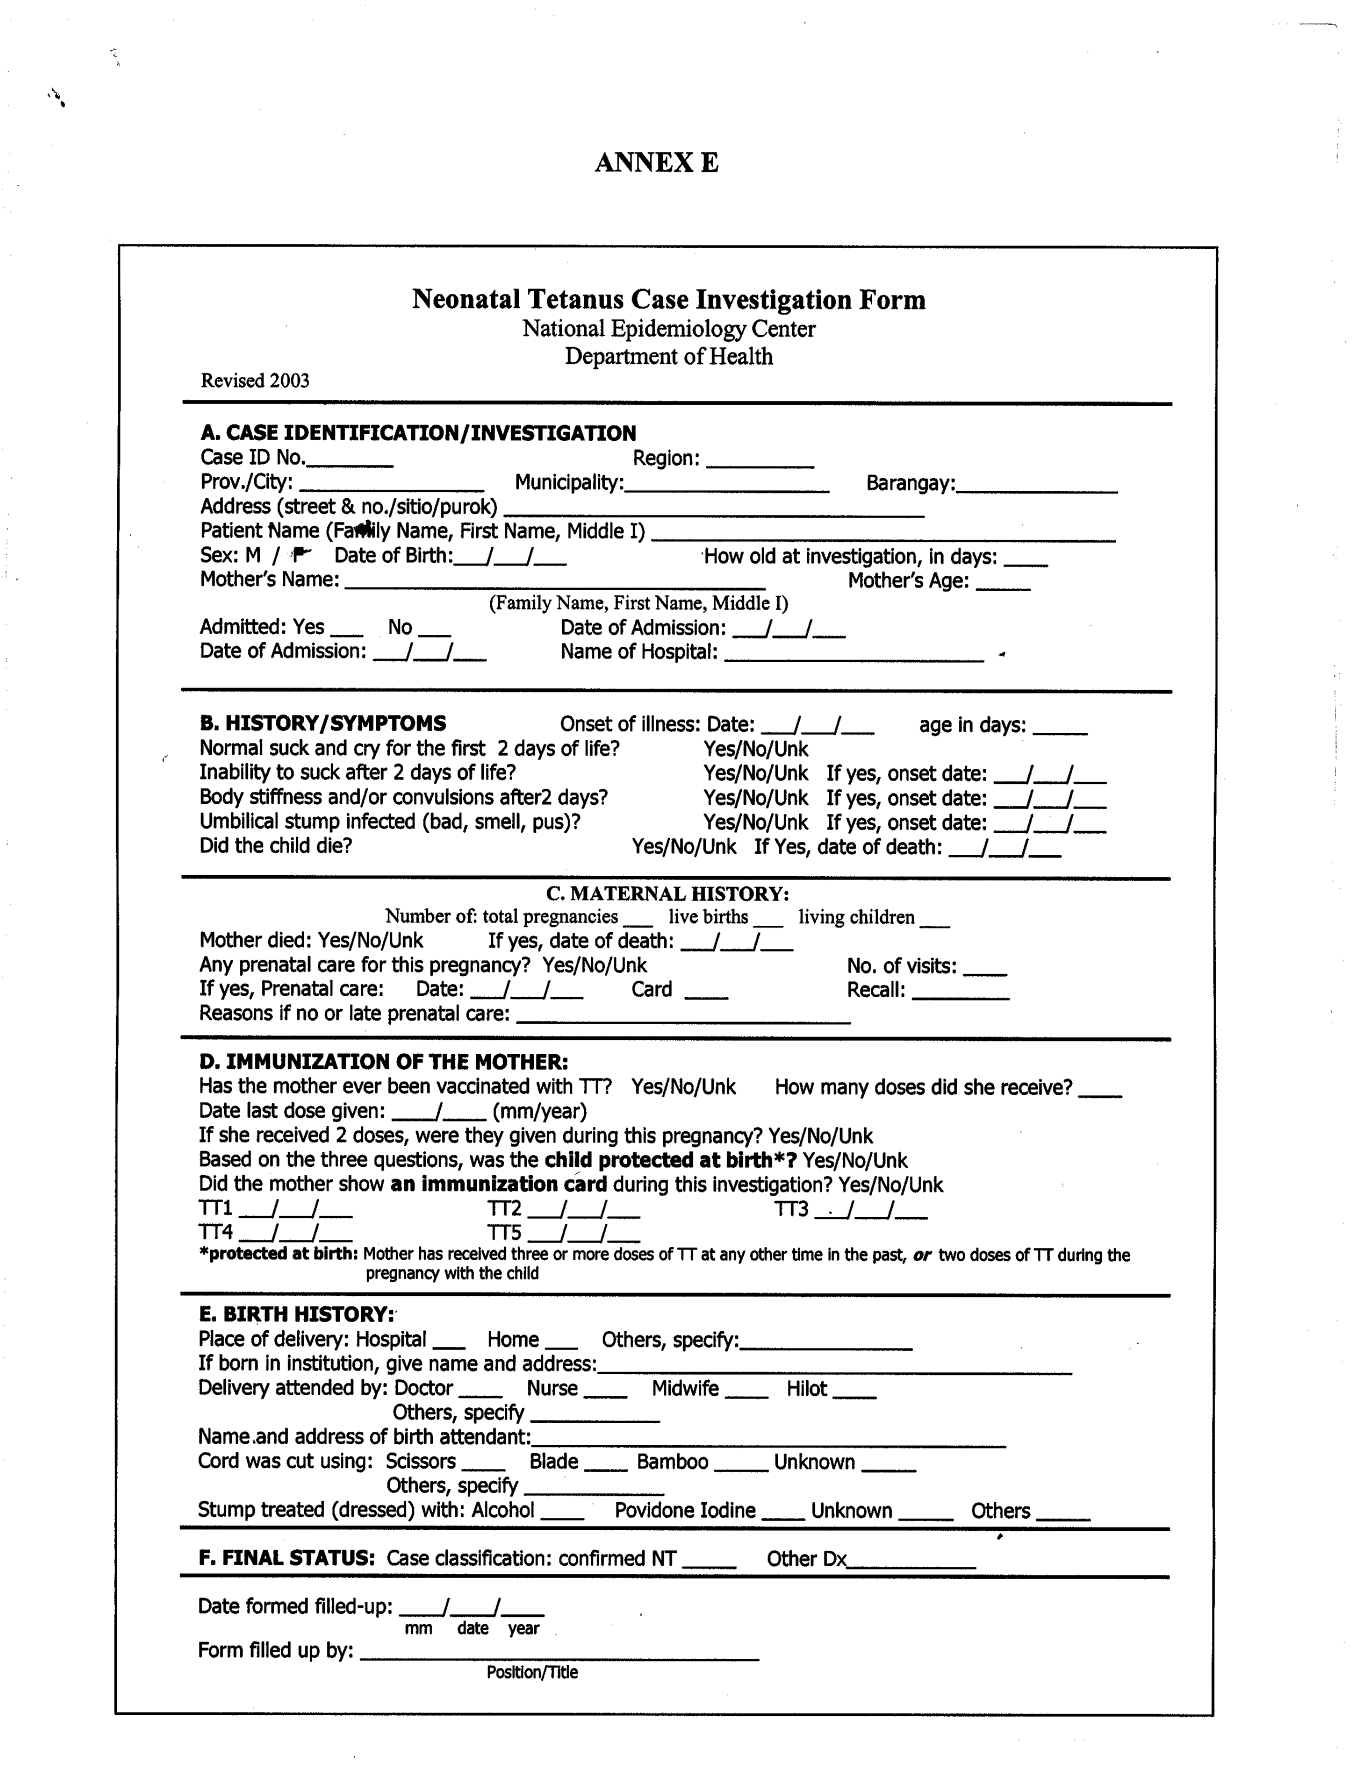 ANNEX E
Neonatal Tetanus Case Investigation Form
National Epidemiology Center
Department of Health
Revised 2003
A. CASE IDENTIFICATION/INVESTIGATION
Case ID No.________ Region: __________
Prov./City: _________________ Municipality:___________________ Barangay:_______________
Address (street & no./sitio/purok) _______________________________________
Patient Name (Family Name, First Name, Middle I) ___________________________________________
Sex: M / F Date of Birth:___/___/___ How old at investigation, in days: ____
Mother's Name: _______________________________________ Mother's Age: _____
(Family Name, First Name, Middle I)
Admitted: Yes ___ No ___ Date of Admission: ___/___/___
Date of Admission: ___/___/___ Name of Hospital: ________________________
B. HISTORY/SYMPTOMS Onset of illness: Date: ___/___/___ age in days: _____
Normal suck and cry for the first 2 days of life? Yes/No/Unk
Inability to suck after 2 days of life? Yes/No/Unk If yes, onset date: ___/___/___
Body stiffness and/or convulsions after2 days? Yes/No/Unk If yes, onset date: ___/___/___
Umbilical stump infected (bad, smell, pus)? Yes/No/Unk If yes, onset date: ___/___/___
Did the child die? Yes/No/Unk If Yes, date of death: ___/___/___
C. MATERNAL HISTORY:
Number of: total pregnancies ___ live births ___ living children ___
Mother died: Yes/No/Unk If yes, date of death: ___/___/___
Any prenatal care for this pregnancy? Yes/No/Unk No. of visits: ____
If yes, Prenatal care: Date: ___/___/___ Card ____ Recall: _________
Reasons if no or late prenatal care: _______________________________
D. IMMUNIZATION OF THE MOTHER:
Has the mother ever been vaccinated with TT? Yes/No/Unk How many doses did she receive? ____
Date last dose given: ____/____ (mm/year)
If she received 2 doses, were they given during this pregnancy? Yes/No/Unk
Based on the three questions, was the child protected at birth*? Yes/No/Unk
Did the mother show an immunization card during this investigation? Yes/No/Unk
TT1 ___/___/___ TT2 ___/___/___ TT3 ___/___/___
TT4 ___/___/___ TT5 ___/___/___
*protected at birth: Mother has received three or more doses of TT at any other time in the past, or two doses of TT during the
pregnancy with the child
E. BIRTH HISTORY:
Place of delivery: Hospital ___ Home ___ Others, specify:________________
If born in institution, give name and address:____________________________________________
Delivery attended by: Doctor ____ Nurse ____ Midwife ____ Hilot ____
Others, specify ____________
Name and address of birth attendant:____________________________________________
Cord was cut using: Scissors ____ Blade ____ Bamboo _____ Unknown _____
Others, specify _____________
Stump treated (dressed) with: Alcohol ____ Povidone Iodine ____ Unknown _____ Others _____
F. FINAL STATUS: Case classification: confirmed NT _____ Other Dx____________
Date formed filled-up: ____/____/____
mm date year
Form filled up by: _____________________________________
Position/Title